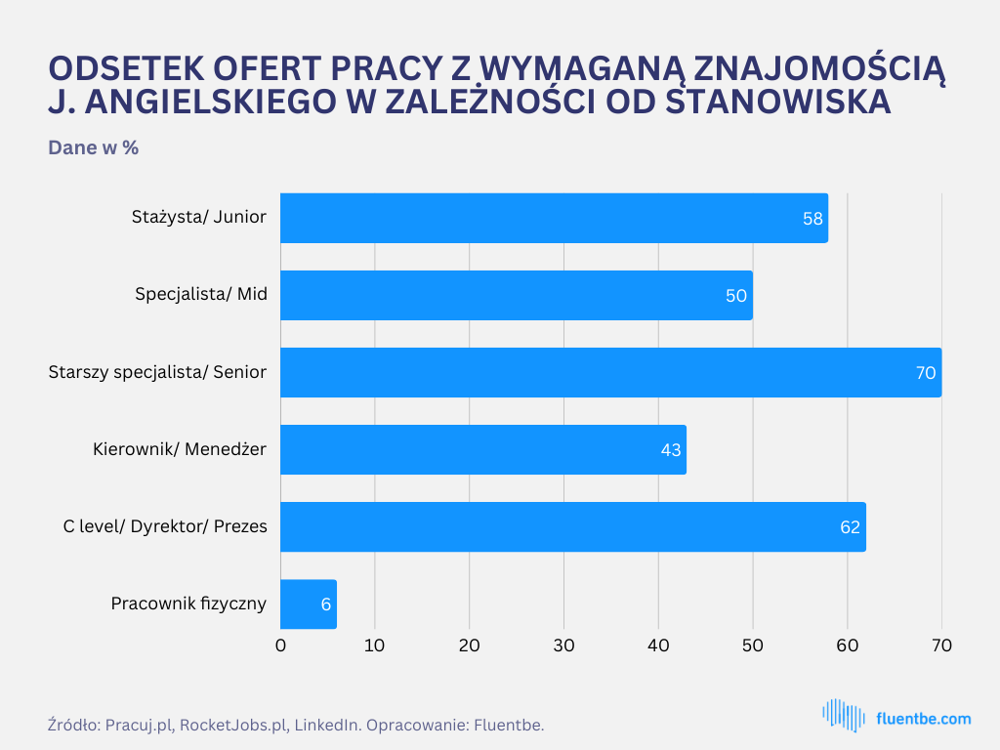 ODSETEK OFERT PRACY Z WYMAGANĄ ZNAJOMOŚCIĄ
J. ANGIELSKIEGO W ZALEŻNOŚCI OD STANOWISKA
Dane w %
Stażysta/ Junior
58
Specjalista/ Mid
50
Starszy specjalista/ Senior
70
Kierownik/ Menedżer
43
C level/ Dyrektor/ Prezes
62
Pracownik fizyczny
6
0 10 20 30 40 50 60 70
Źródło: Pracuj.pl, RocketJobs.pl, LinkedIn. Opracowanie: Fluentbe.
fluentbe.com